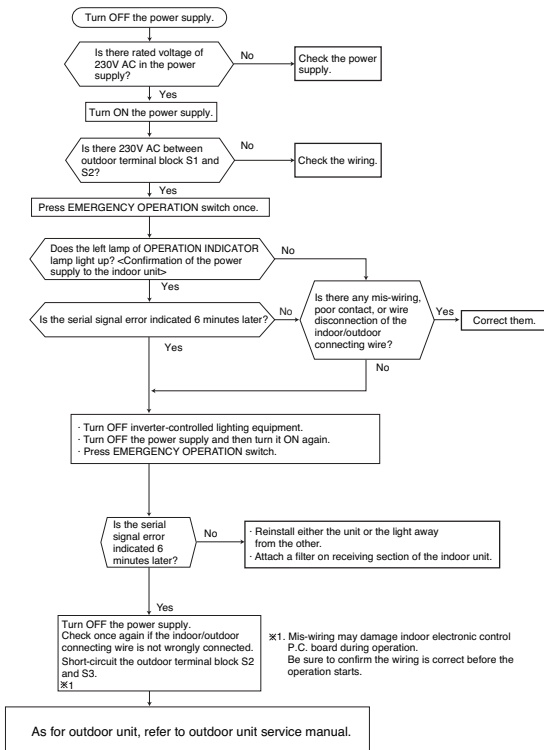 Turn OFF the power supply.
Is there rated voltage of
230V AC in the power
supply?
No
Check the power
supply.
Yes
Turn ON the power supply.
Is there 230V AC between
outdoor terminal block S1 and
S2?
No
Check the wiring.
Yes
Press EMERGENCY OPERATION switch once.
Does the left lamp of OPERATION INDICATOR
lamp light up? <Confirmation of the power
supply to the indoor unit>
No
Yes
Is the serial signal error indicated 6 minutes later?
No
Is there any mis-wiring,
poor contact, or wire
disconnection of the
indoor/outdoor
connecting wire?
Yes
Correct them.
Yes
No
· Turn OFF inverter-controlled lighting equipment.
· Turn OFF the power supply and then turn it ON again.
· Press EMERGENCY OPERATION switch.
Is the serial
signal error
indicated 6
minutes later?
No
· Reinstall either the unit or the light away
from the other.
· Attach a filter on receiving section of the indoor unit.
Yes
Turn OFF the power supply.
Check once again if the indoor/outdoor
connecting wire is not wrongly connected.
Short-circuit the outdoor terminal block S2
and S3.
※1
※1. Mis-wiring may damage indoor electronic control
P.C. board during operation.
Be sure to confirm the wiring is correct before the
operation starts.
As for outdoor unit, refer to outdoor unit service manual.